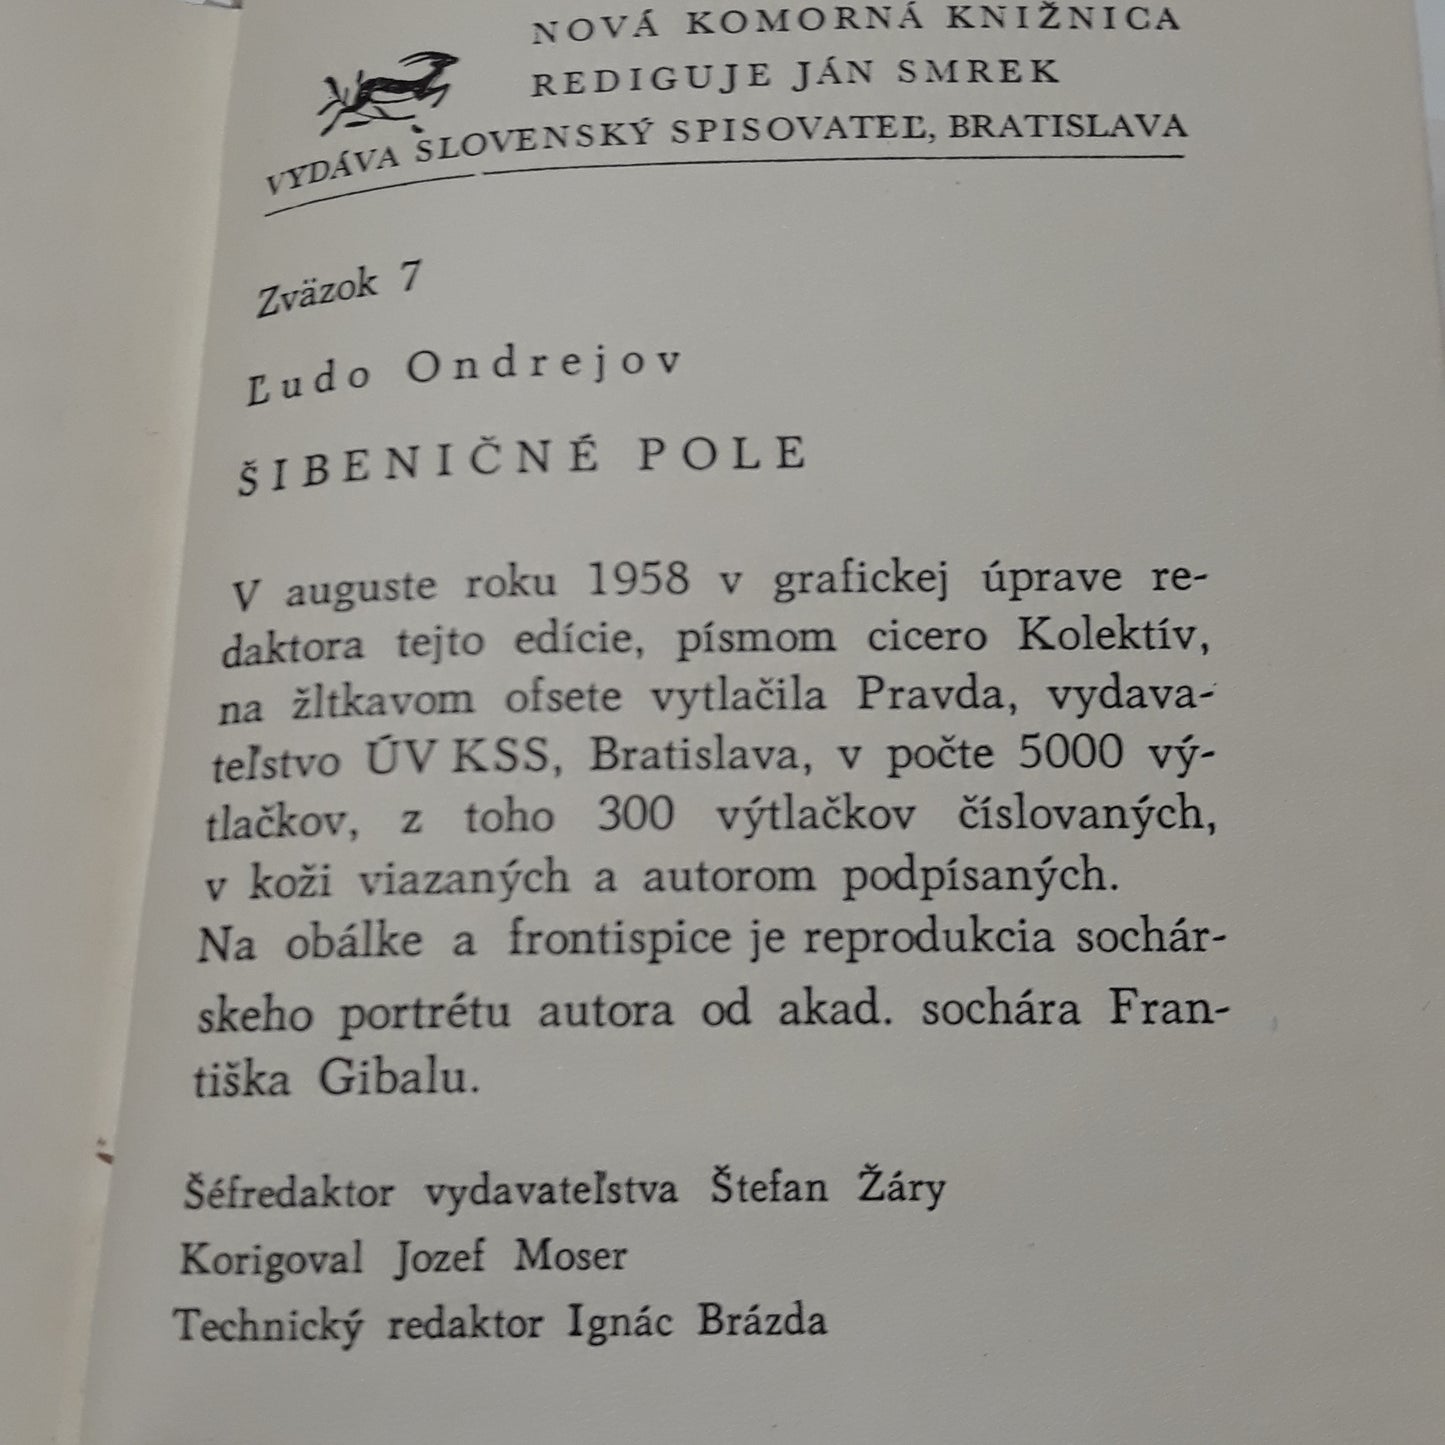 NOVÁ KOMORNÁ KNIŽNICA
REDIGUJE JÁN SMREK
VYDÁVA SLOVENSKÝ SPISOVATEĽ, BRATISLAVA
Zväzok 7
Ľudo Ondrejov
ŠIBENIČNÉ POLE
V auguste roku 1958 v grafickej úprave re-
daktora tejto edície, písmom cicero Kolektív,
na žltkavom ofsete vytlačila Pravda, vydava-
teľstvo ÚV KSS, Bratislava, v počte 5000 vý-
tlačkov, z toho 300 výtlačkov číslovaných,
v koži viazaných a autorom podpísaných.
Na obálke a frontispice je reprodukcia sochár-
skeho portrétu autora od akad. sochára Fran-
tiška Gibalu.
Šéfredaktor vydavateľstva Štefan Žáry
Korigoval Jozef Moser
Technický redaktor Ignác Brázda